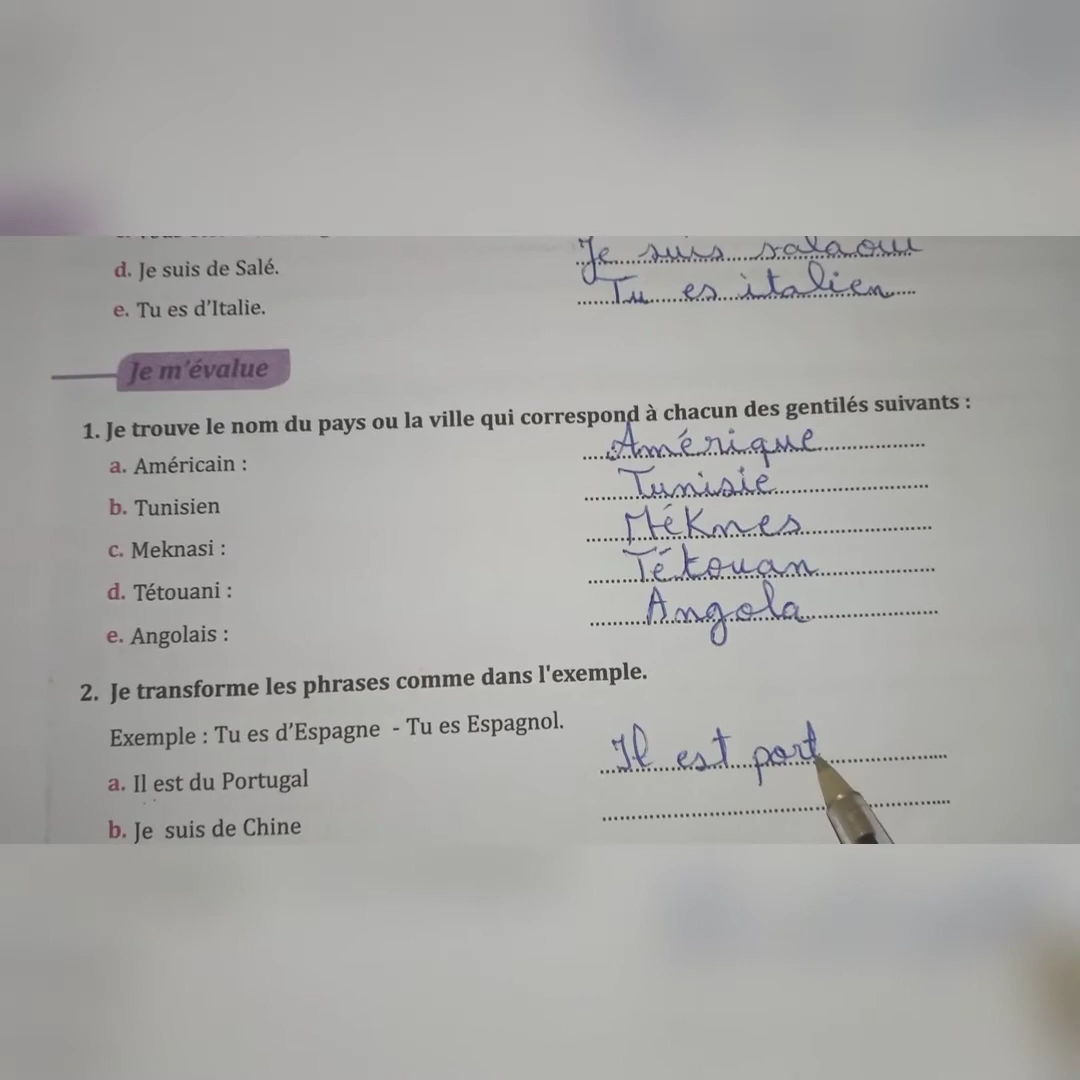 d. Je suis de Salé.
Je suis salaoui
e. Tu es d'Italie.
Tu es italien
Je m'évalue
1. Je trouve le nom du pays ou la ville qui correspond à chacun des gentilés suivants :
a. Américain :
Amérique
b. Tunisien
Tunisie
c. Meknasi :
Méknes
d. Tétouani :
Tétouan
e. Angolais :
Angola
2. Je transforme les phrases comme dans l'exemple.
Exemple : Tu es d'Espagne - Tu es Espagnol.
a. Il est du Portugal
Il est port
b. Je suis de Chine